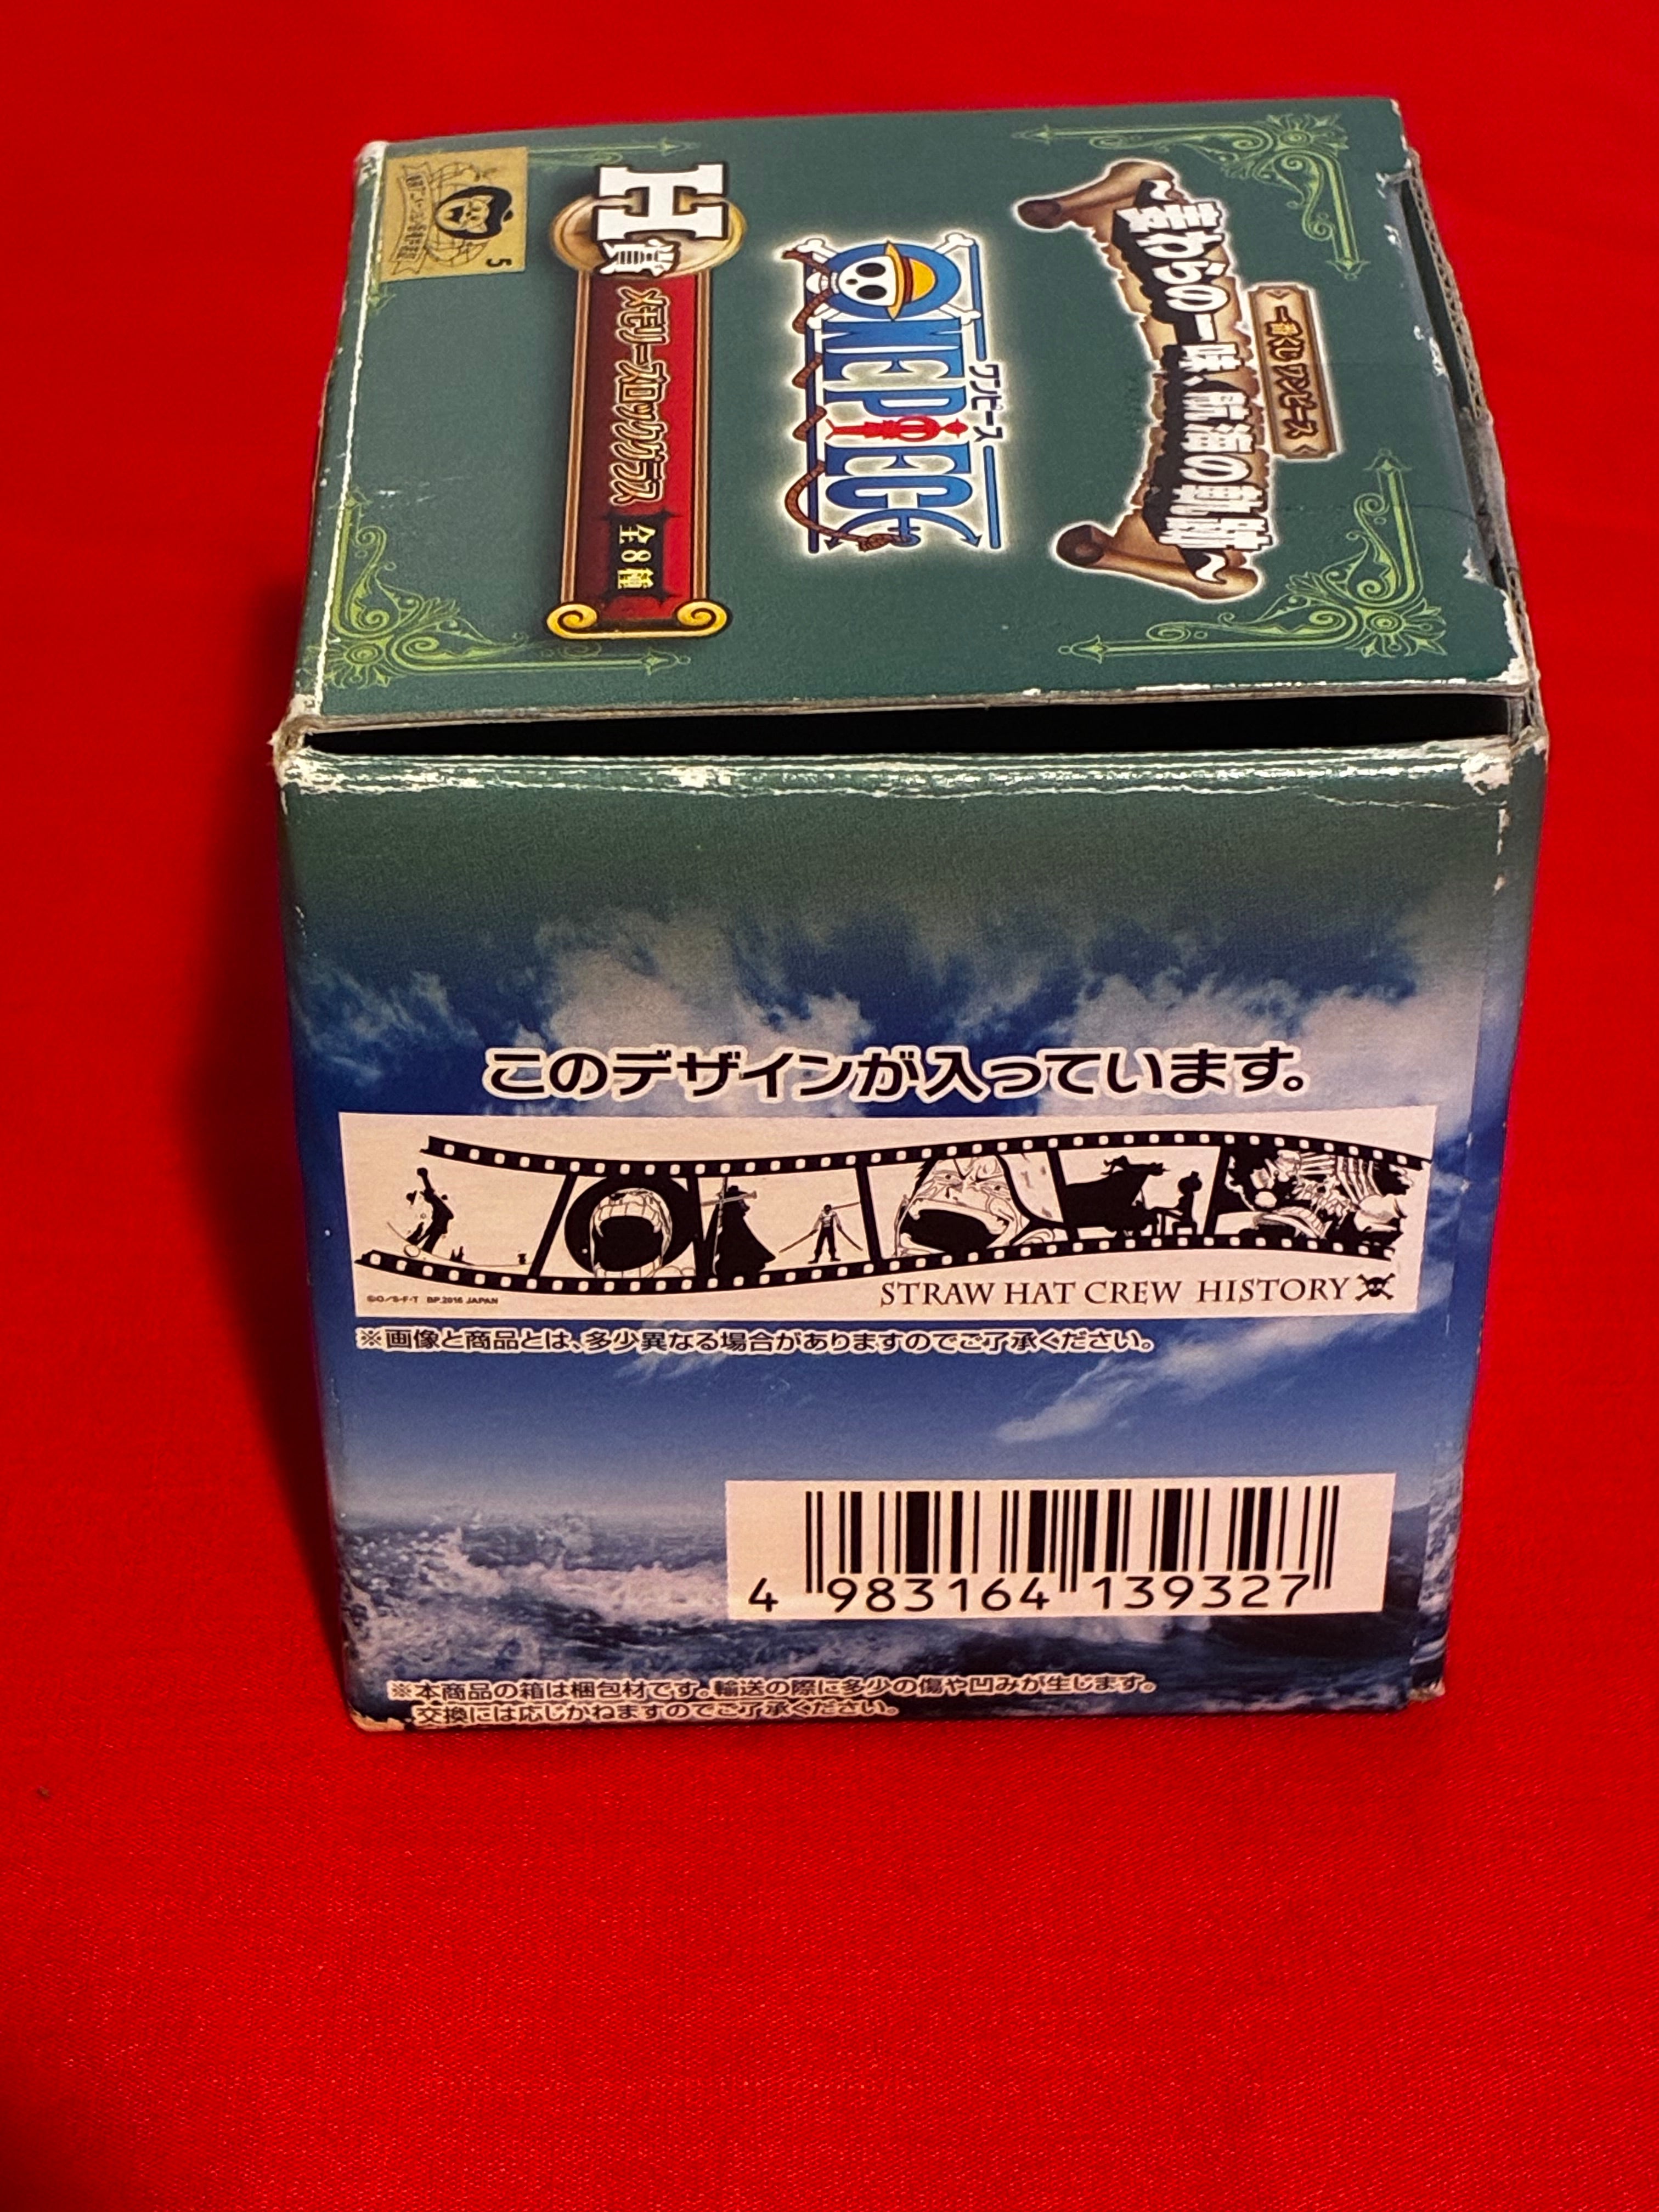 一番くじ ワンピース
～麦わらの一味、航海の軌跡～
ワンピース
ONE PIECE
H賞
メモリーズロックグラス 全8種
5
このデザインが入っています。
STRAW HAT CREW HISTORY
©O/S・F・T BP,2016 JAPAN
※画像と商品とは、多少異なる場合がありますのでご了承ください。
4 983164 139327
※本商品の箱は梱包材です。輸送の際に多少の傷や凹みが生じます。
交換には応じかねますのでご了承ください。